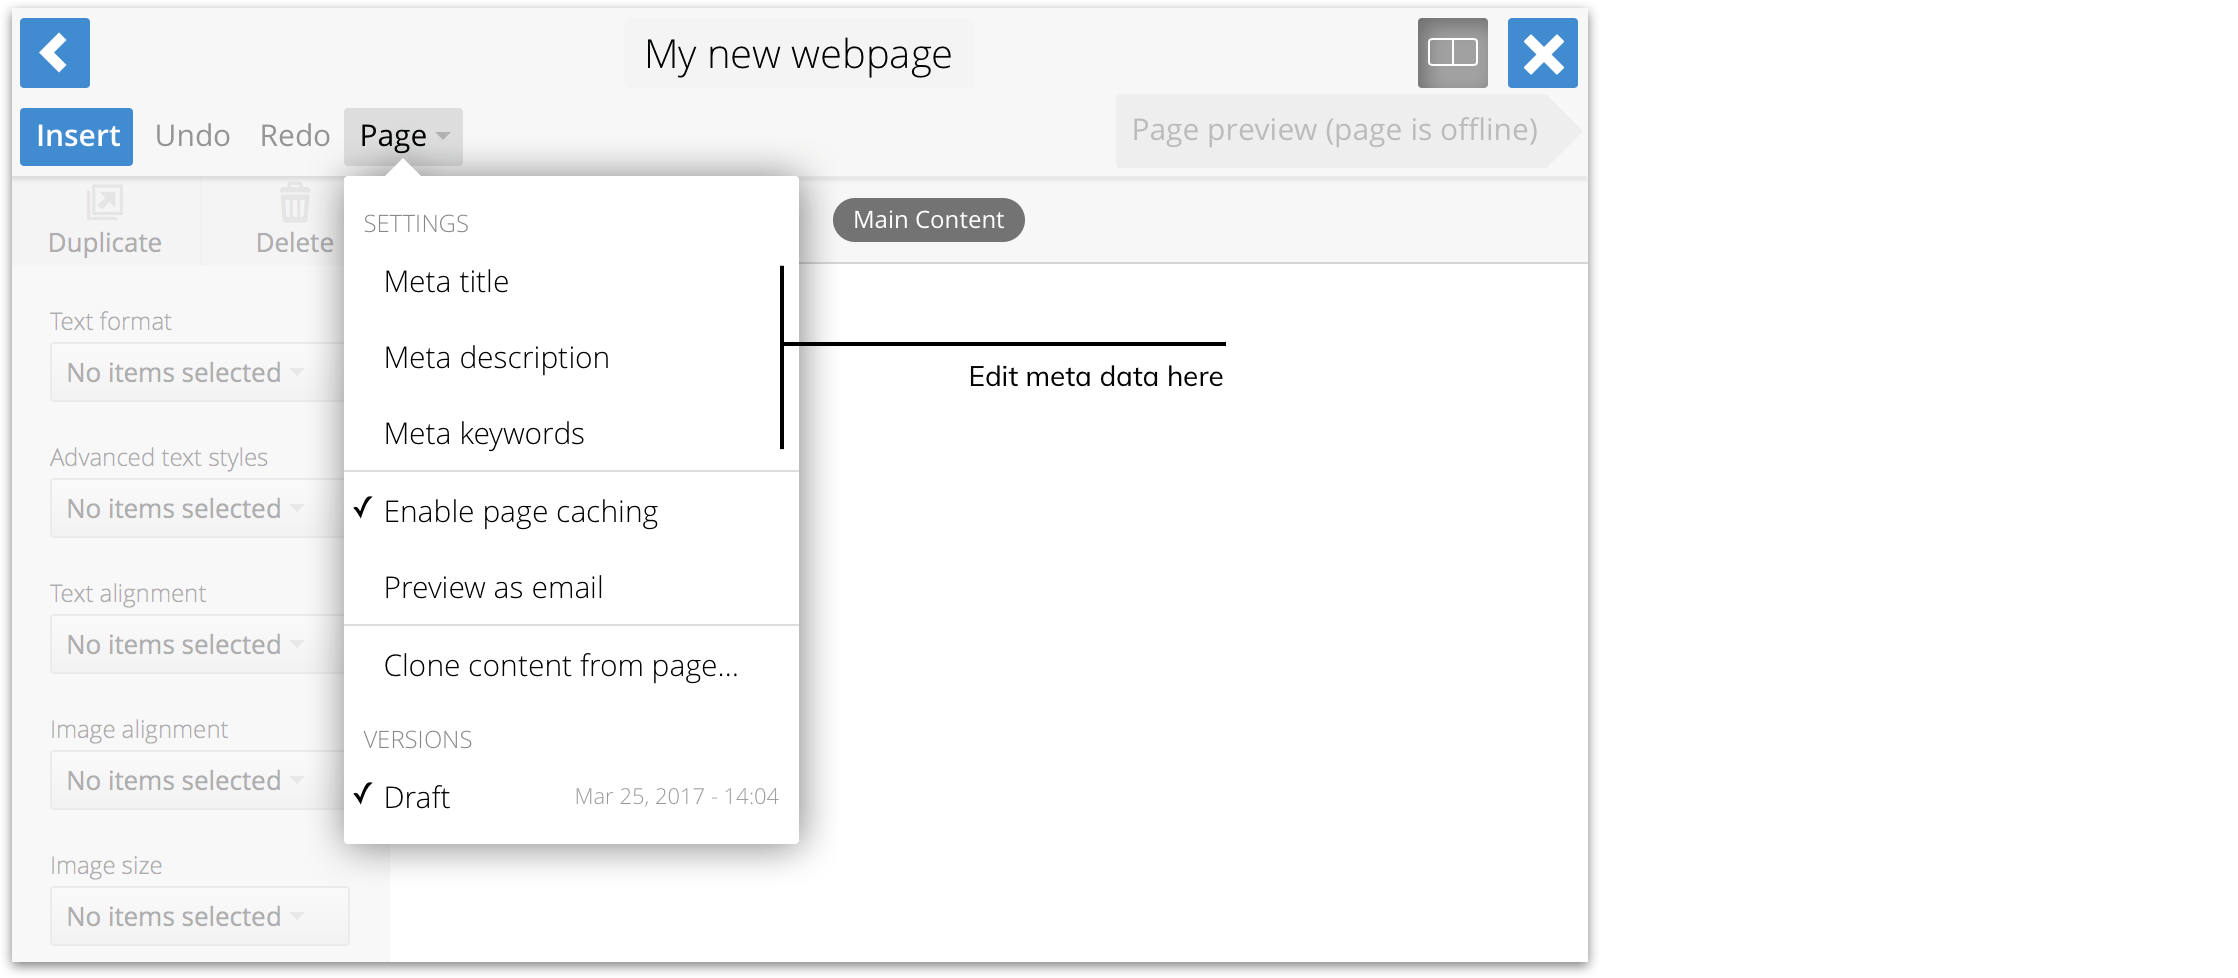 My new webpage
Insert Undo Redo Page
Page preview (page is offline)
Duplicate Delete
Main Content
SETTINGS
Meta title
Meta description
Meta keywords
Edit meta data here
Enable page caching
Preview as email
Clone content from page...
VERSIONS
Draft Mar 25, 2017 - 14:04
Text format
No items selected
Advanced text styles
No items selected
Text alignment
No items selected
Image alignment
No items selected
Image size
No items selected